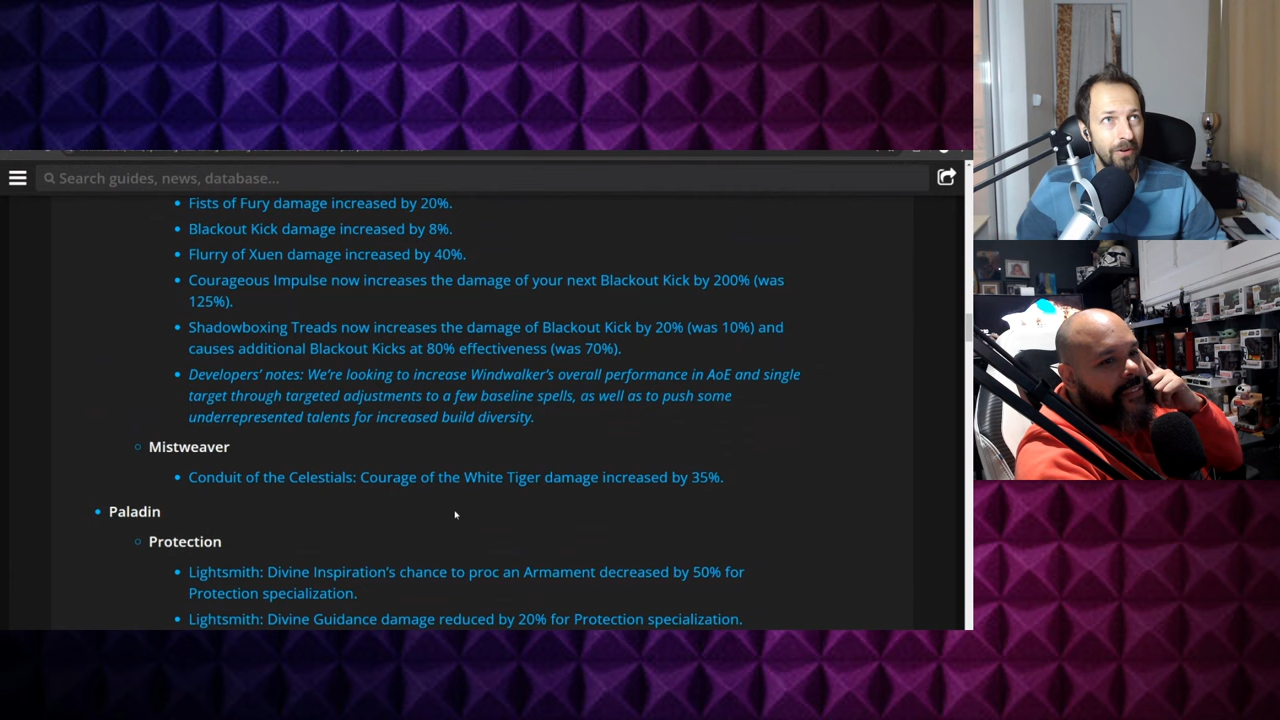 Search guides, news, database...
Fists of Fury damage increased by 20%.
Blackout Kick damage increased by 8%.
Flurry of Xuen damage increased by 40%.
Courageous Impulse now increases the damage of your next Blackout Kick by 200% (was
125%).
Shadowboxing Treads now increases the damage of Blackout Kick by 20% (was 10%) and
causes additional Blackout Kicks at 80% effectiveness (was 70%).
Developers’ notes: We’re looking to increase Windwalker’s overall performance in AoE and single
target through targeted adjustments to a few baseline spells, as well as to push some
underrepresented talents for increased build diversity.
Mistweaver
Conduit of the Celestials: Courage of the White Tiger damage increased by 35%.
Paladin
Protection
Lightsmith: Divine Inspiration’s chance to proc an Armament decreased by 50% for
Protection specialization.
Lightsmith: Divine Guidance damage reduced by 20% for Protection specialization.